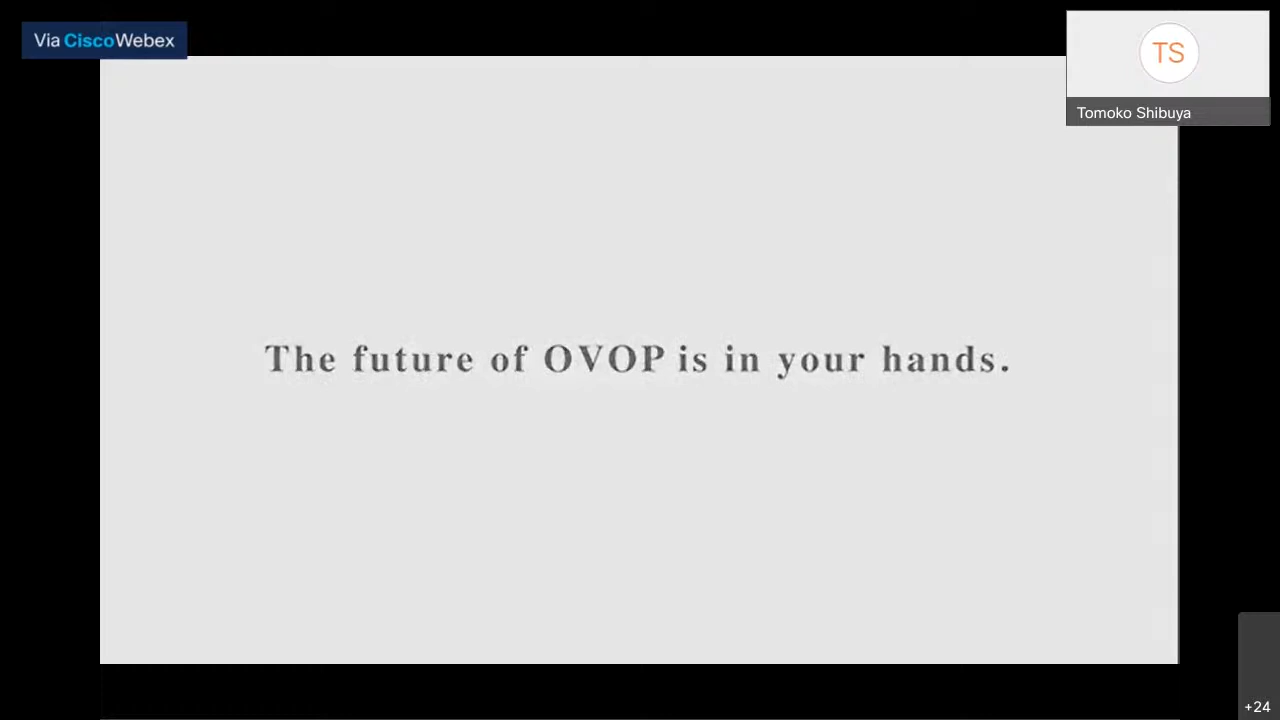 Via CiscoWebex
TS
Tomoko Shibuya
The future of OVOP is in your hands.
+24